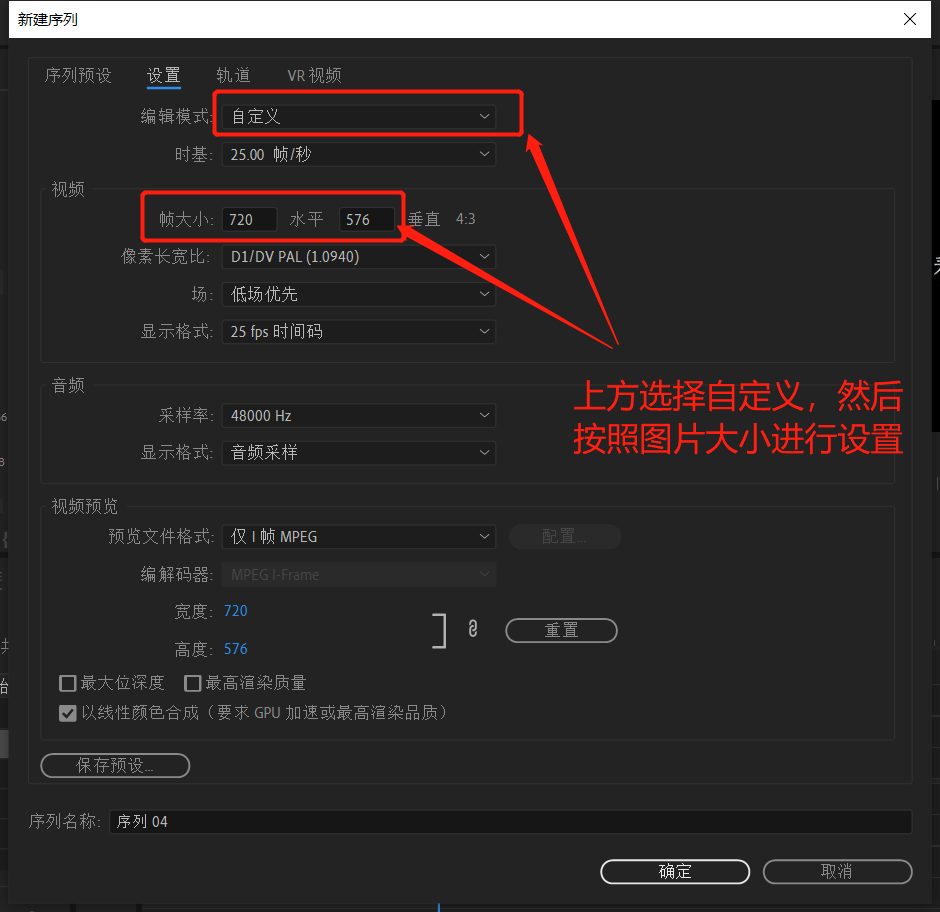 新建序列
序列预设 设置 轨道 VR 视频
编辑模式: 自定义
时基: 25.00 帧/秒
视频
帧大小: 720 水平 576 垂直 4:3
像素长宽比: D1/DV PAL (1.0940)
场: 低场优先
显示格式: 25 fps 时间码
上方选择自定义，然后
按照图片大小进行设置
音频
采样率: 48000 Hz
显示格式: 音频采样
视频预览
预览文件格式: 仅 I 帧 MPEG 配置...
编解码器: MPEG I-Frame
宽度: 720
高度: 576
重置
最大位深度 最高渲染质量
以线性颜色合成（要求 GPU 加速或最高渲染品质）
保存预设...
序列名称: 序列 04
确定 取消